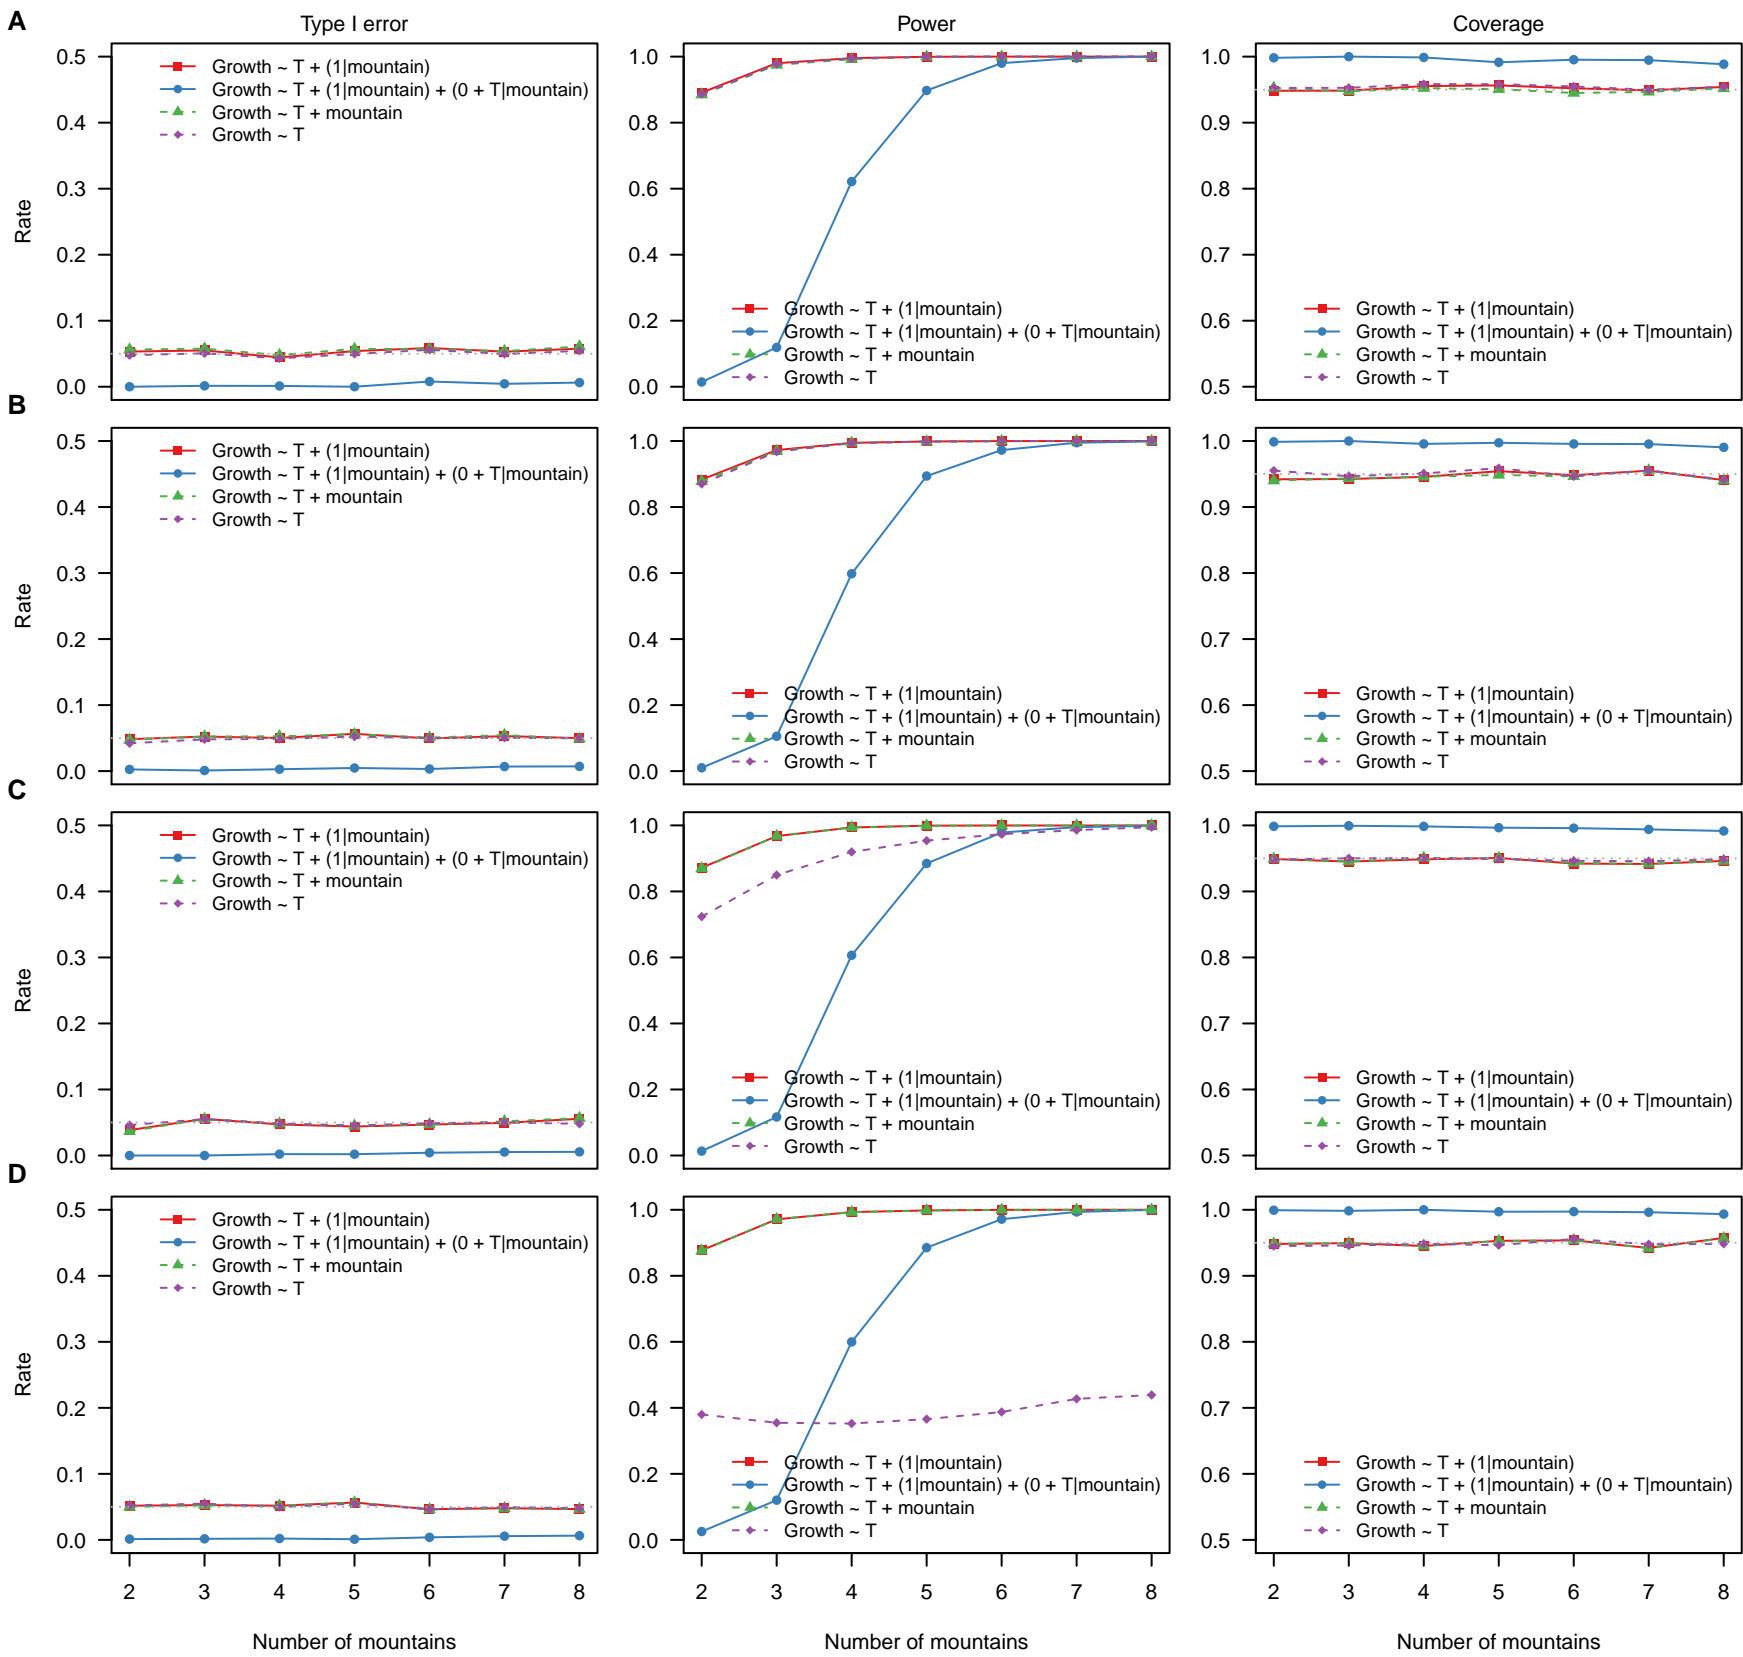 A
Type I error
Power
Coverage
Rate
0.5
0.4
0.3
0.2
0.1
0.0
Growth ~ T + (1|mountain)
Growth ~ T + (1|mountain) + (0 + T|mountain)
Growth ~ T + mountain
Growth ~ T
1.0
0.8
0.6
0.4
0.2
0.0
Growth ~ T + (1|mountain)
Growth ~ T + (1|mountain) + (0 + T|mountain)
Growth ~ T + mountain
Growth ~ T
1.0
0.9
0.8
0.7
0.6
0.5
Growth ~ T + (1|mountain)
Growth ~ T + (1|mountain) + (0 + T|mountain)
Growth ~ T + mountain
Growth ~ T
B
Rate
0.5
0.4
0.3
0.2
0.1
0.0
Growth ~ T + (1|mountain)
Growth ~ T + (1|mountain) + (0 + T|mountain)
Growth ~ T + mountain
Growth ~ T
1.0
0.8
0.6
0.4
0.2
0.0
Growth ~ T + (1|mountain)
Growth ~ T + (1|mountain) + (0 + T|mountain)
Growth ~ T + mountain
Growth ~ T
1.0
0.9
0.8
0.7
0.6
0.5
Growth ~ T + (1|mountain)
Growth ~ T + (1|mountain) + (0 + T|mountain)
Growth ~ T + mountain
Growth ~ T
C
Rate
0.5
0.4
0.3
0.2
0.1
0.0
Growth ~ T + (1|mountain)
Growth ~ T + (1|mountain) + (0 + T|mountain)
Growth ~ T + mountain
Growth ~ T
1.0
0.8
0.6
0.4
0.2
0.0
Growth ~ T + (1|mountain)
Growth ~ T + (1|mountain) + (0 + T|mountain)
Growth ~ T + mountain
Growth ~ T
1.0
0.9
0.8
0.7
0.6
0.5
Growth ~ T + (1|mountain)
Growth ~ T + (1|mountain) + (0 + T|mountain)
Growth ~ T + mountain
Growth ~ T
D
Rate
0.5
0.4
0.3
0.2
0.1
0.0
Growth ~ T + (1|mountain)
Growth ~ T + (1|mountain) + (0 + T|mountain)
Growth ~ T + mountain
Growth ~ T
2 3 4 5 6 7 8
Number of mountains
1.0
0.8
0.6
0.4
0.2
0.0
Growth ~ T + (1|mountain)
Growth ~ T + (1|mountain) + (0 + T|mountain)
Growth ~ T + mountain
Growth ~ T
2 3 4 5 6 7 8
Number of mountains
1.0
0.9
0.8
0.7
0.6
0.5
Growth ~ T + (1|mountain)
Growth ~ T + (1|mountain) + (0 + T|mountain)
Growth ~ T + mountain
Growth ~ T
2 3 4 5 6 7 8
Number of mountains